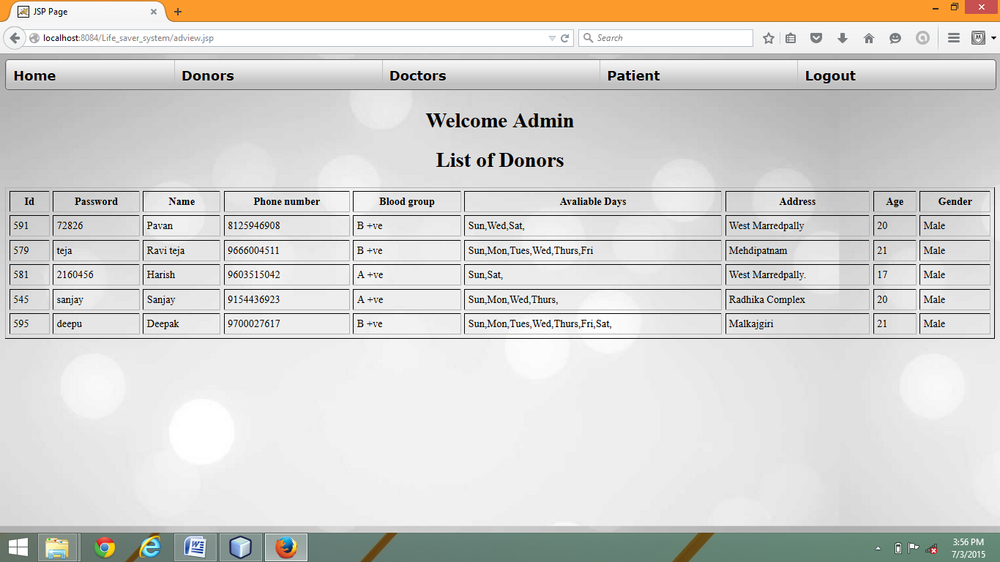 JSP Page
localhost:8084/Life_saver_system/adview.jsp
Search
Home Donors Doctors Patient Logout
Welcome Admin
List of Donors
Id Password Name Phone number Blood group Avaliable Days Address Age Gender
591 72826 Pavan 8125946908 B +ve Sun,Wed,Sat, West Marredpally 20 Male
579 teja Ravi teja 9666004511 B +ve Sun,Mon,Tues,Wed,Thurs,Fri Mehdipatnam 21 Male
581 2160456 Harish 9603515042 A +ve Sun,Sat, West Marredpally. 17 Male
545 sanjay Sanjay 9154436923 A +ve Sun,Mon,Wed,Thurs, Radhika Complex 20 Male
595 deepu Deepak 9700027617 B +ve Sun,Mon,Tues,Wed,Thurs,Fri,Sat, Malkajgiri 21 Male
3:56 PM
7/3/2015